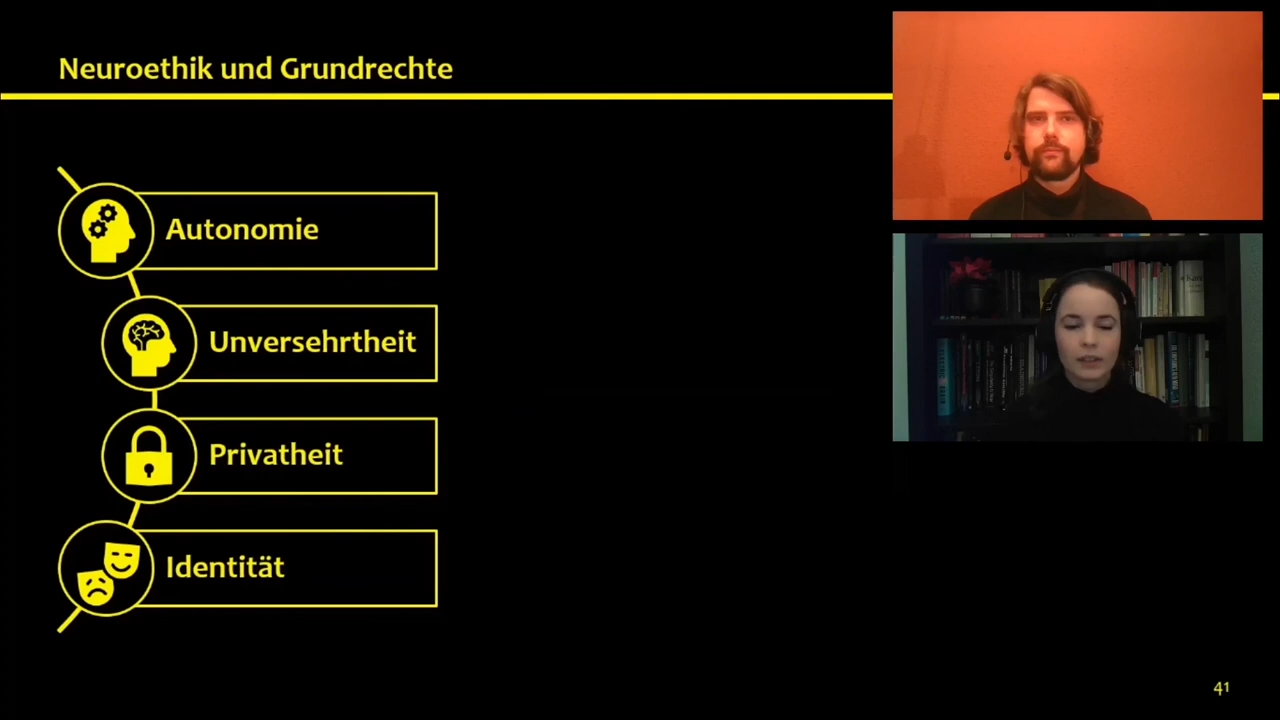 Neuroethik und Grundrechte
Autonomie
Unversehrtheit
Privatheit
Identität
41